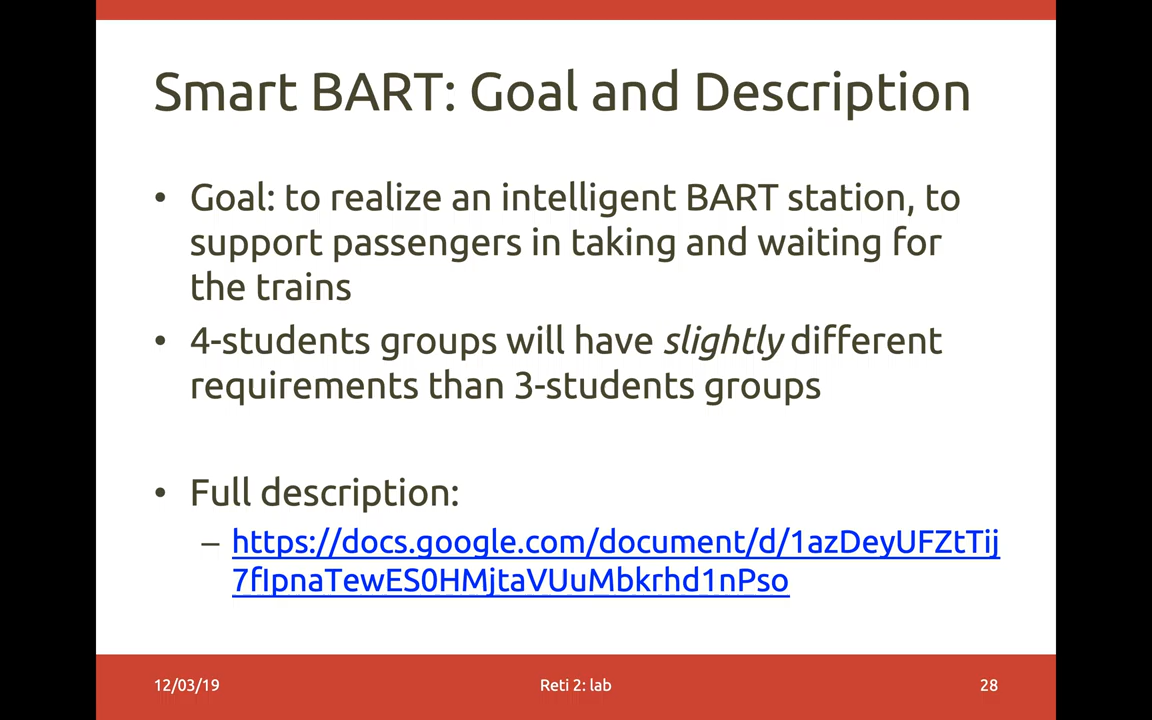 Smart BART: Goal and Description
• Goal: to realize an intelligent BART station, to
support passengers in taking and waiting for
the trains
• 4-students groups will have slightly different
requirements than 3-students groups
• Full description:
– https://docs.google.com/document/d/1azDeyUFZtTij
7fIpnaTewES0HMjtaVUuMbkrhd1nPso
12/03/19 Reti 2: lab 28